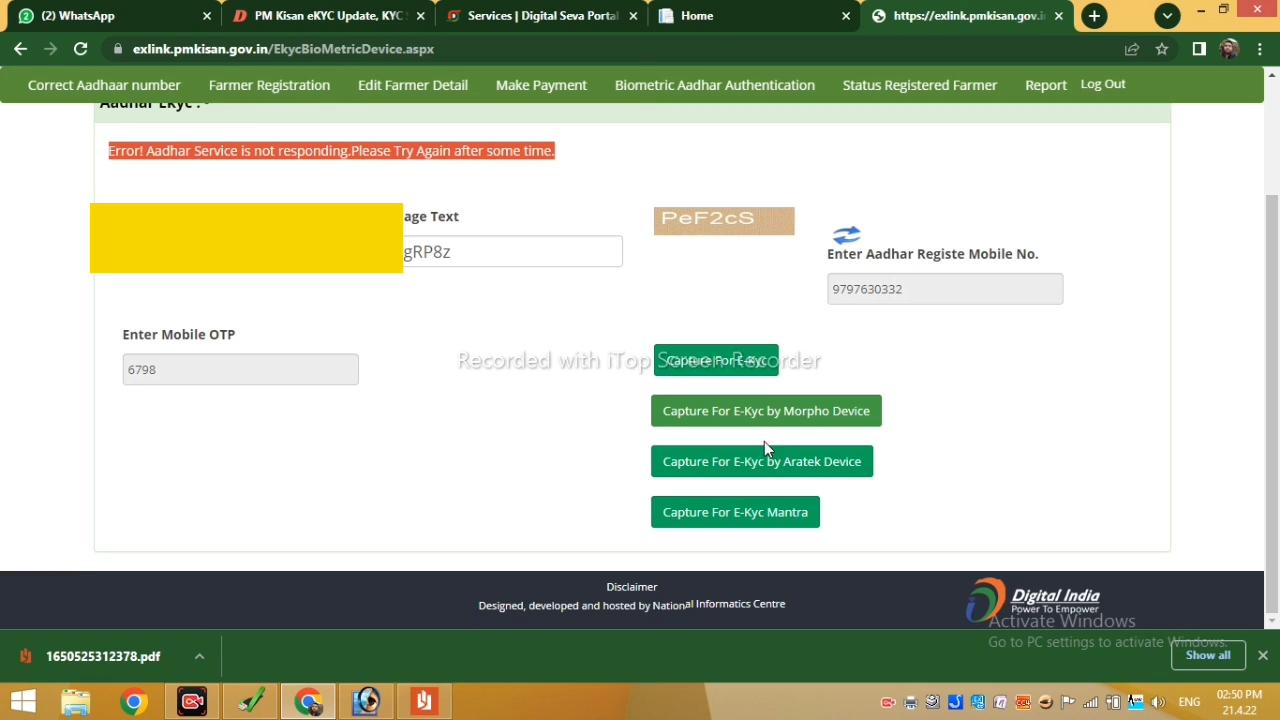 (2) WhatsApp
PM Kisan eKYC Update, KYC S
Services | Digital Seva Portal
Home
https://exlink.pmkisan.gov.i
exlink.pmkisan.gov.in/EkycBioMetricDevice.aspx
Correct Aadhaar number
Farmer Registration
Edit Farmer Detail
Make Payment
Biometric Aadhar Authentication
Status Registered Farmer
Report
Log Out
Aadhar Ekyc :
Error! Aadhar Service is not responding.Please Try Again after some time.
age Text
PeF2cS
gRP8z
Enter Aadhar Registe Mobile No.
9797630332
Enter Mobile OTP
6798
Capture For E-Kyc
Recorded with iTop Screen Recorder
Capture For E-Kyc by Morpho Device
Capture For E-Kyc by Aratek Device
Capture For E-Kyc Mantra
Disclaimer
Designed, developed and hosted by National Informatics Centre
Digital India
Power To Empower
Activate Windows
Go to PC settings to activate Windows.
1650525312378.pdf
Show all
ENG
02:50 PM
21.4.22